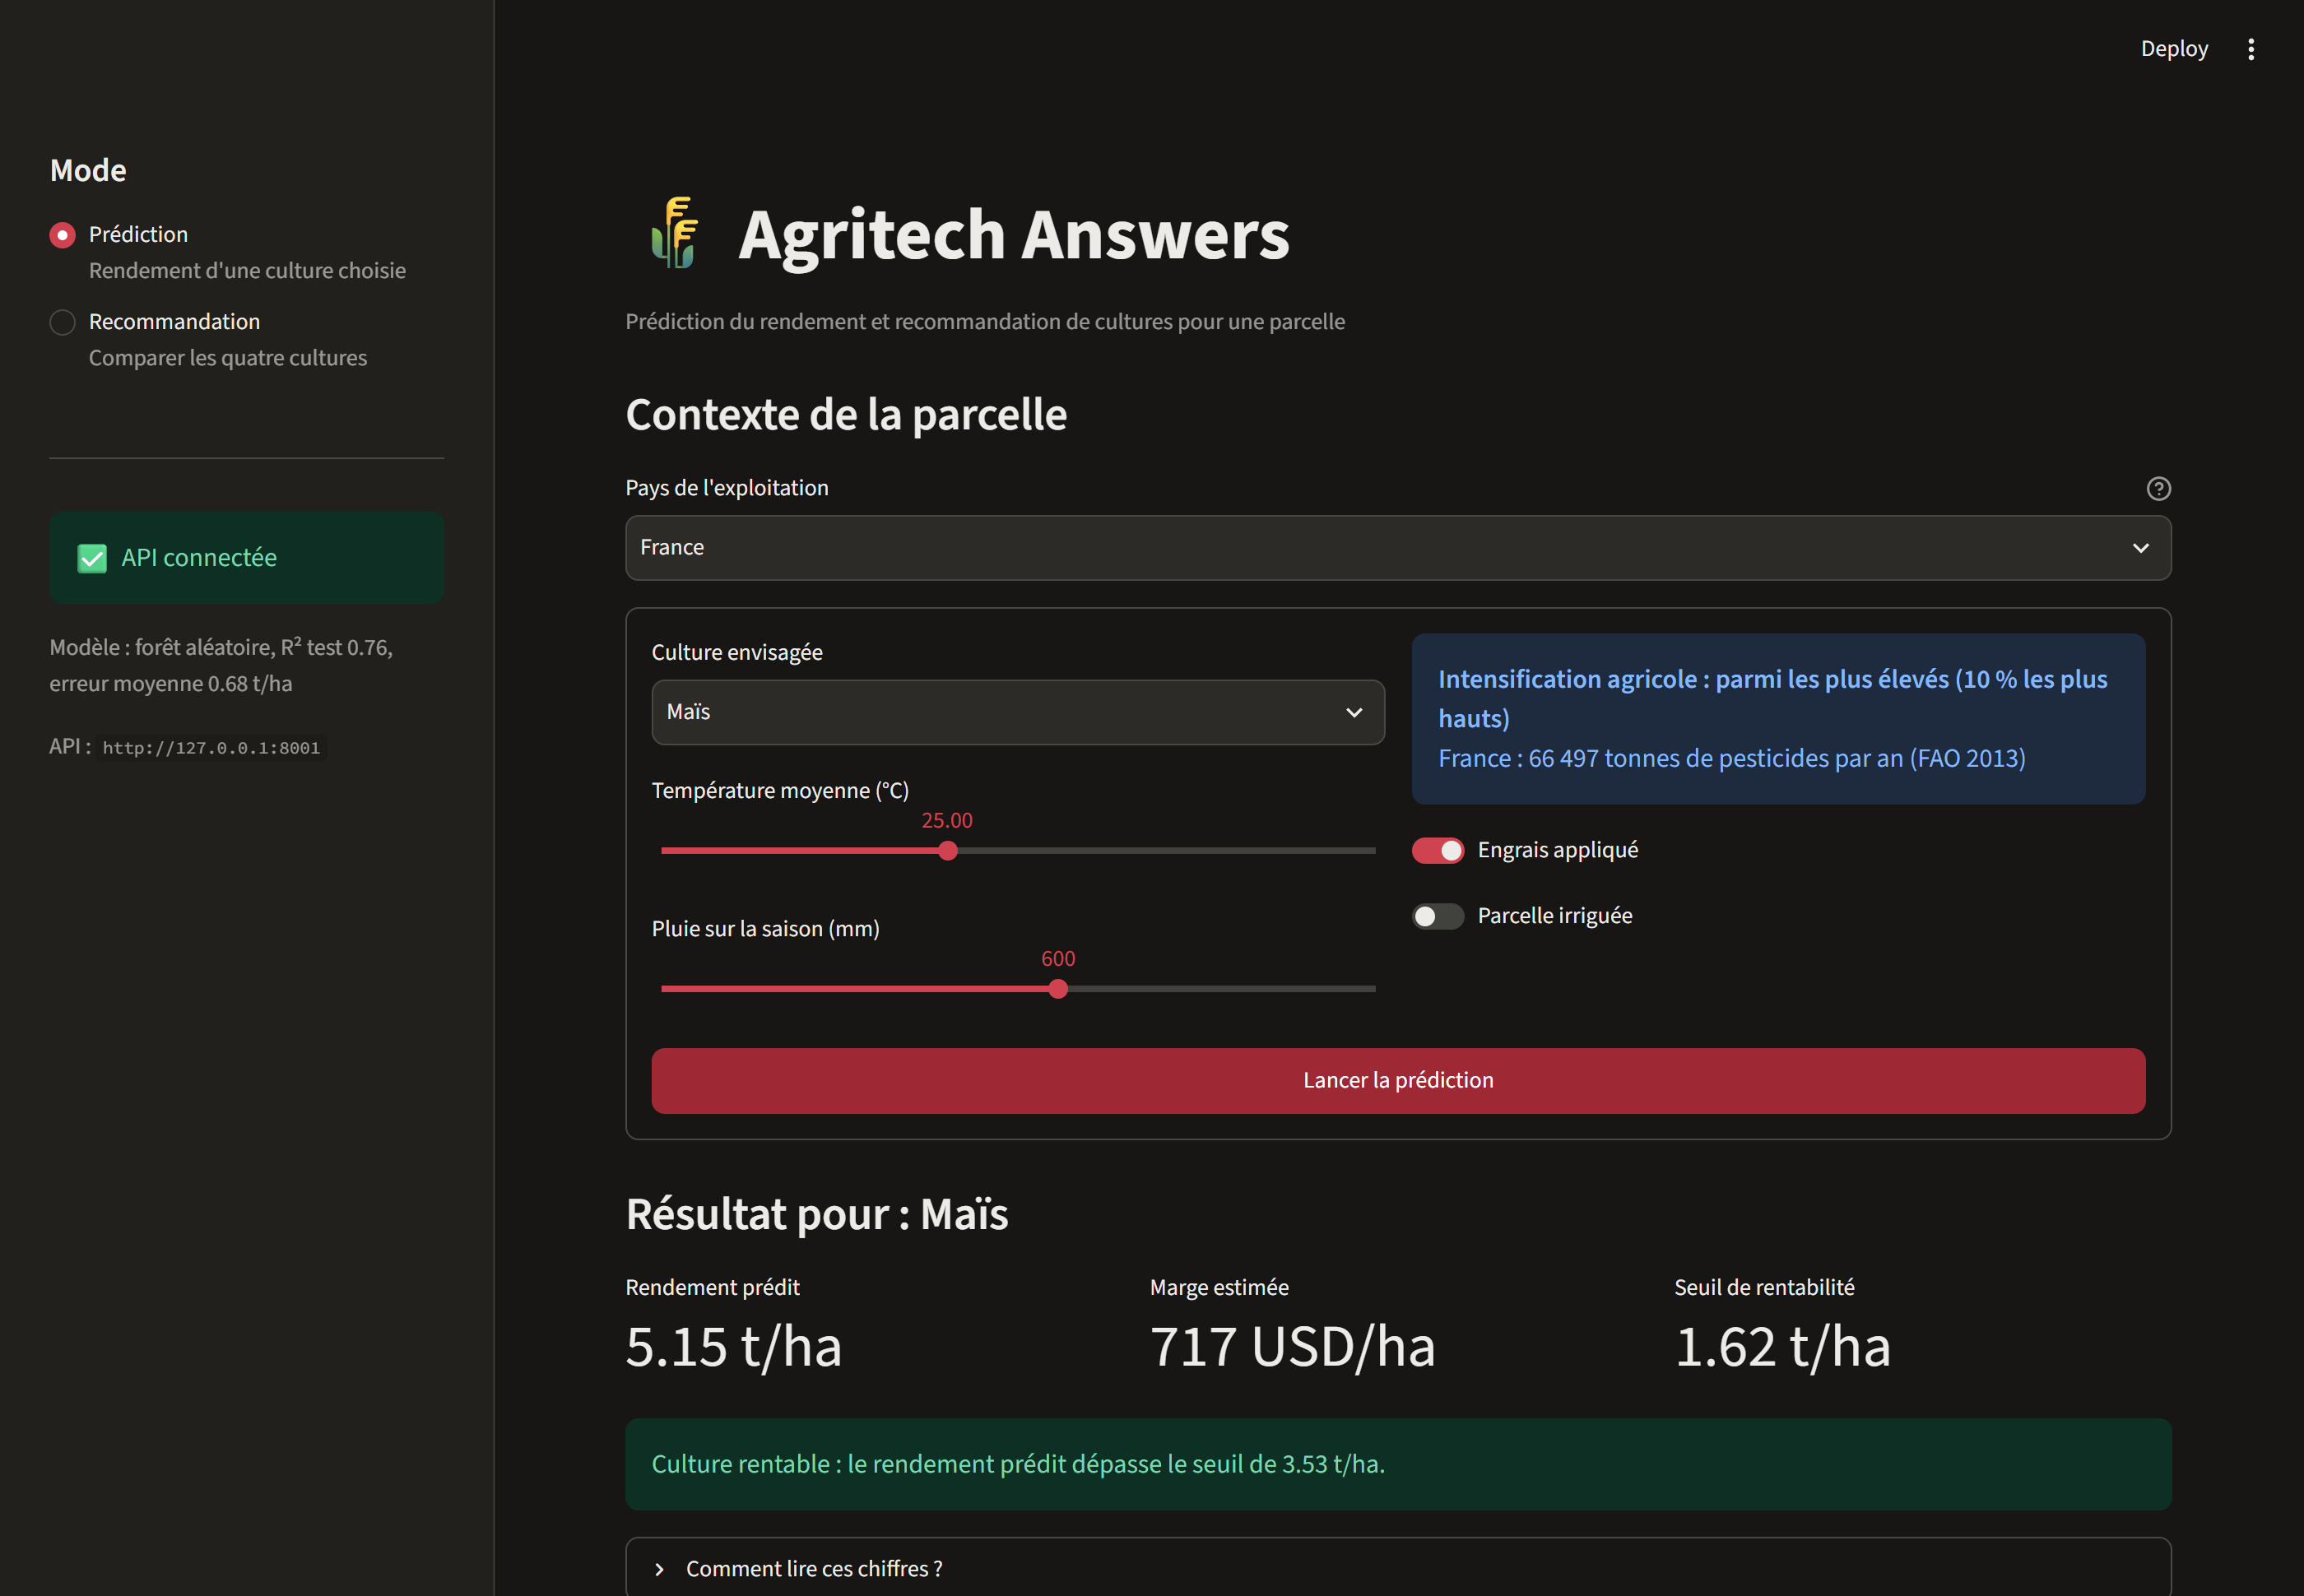 Deploy
Mode
Prédiction
Rendement d'une culture choisie
Recommandation
Comparer les quatre cultures
API connectée
Modèle : forêt aléatoire, R² test 0.76,
erreur moyenne 0.68 t/ha
API : http://127.0.0.1:8001
Agritech Answers
Prédiction du rendement et recommandation de cultures pour une parcelle
Contexte de la parcelle
Pays de l'exploitation
France
Culture envisagée
Maïs
Température moyenne (°C)
25.00
Pluie sur la saison (mm)
600
Intensification agricole : parmi les plus élevés (10 % les plus
hauts)
France : 66 497 tonnes de pesticides par an (FAO 2013)
Engrais appliqué
Parcelle irriguée
Lancer la prédiction
Résultat pour : Maïs
Rendement prédit
5.15 t/ha
Marge estimée
717 USD/ha
Seuil de rentabilité
1.62 t/ha
Culture rentable : le rendement prédit dépasse le seuil de 3.53 t/ha.
Comment lire ces chiffres ?